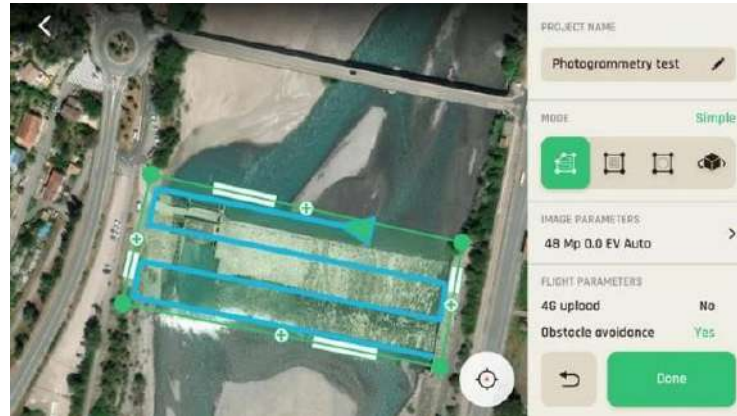 PROJECT NAME
Photogrammetry test
MODE
Simple
IMAGE PARAMETERS
48 Mp 0.0 EV Auto
FLIGHT PARAMETERS
4G upload
No
Obstacle avoidance
Yes
Done